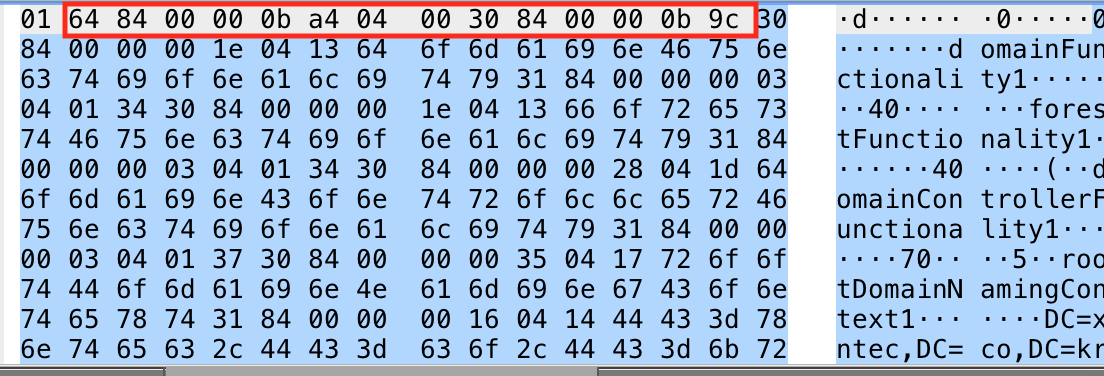 01 64 84 00 00 0b a4 04 00 30 84 00 00 0b 9c 30 ·d······ ·0·····0
84 00 00 00 1e 04 13 64 6f 6d 61 69 6e 46 75 6e ·······d omainFun
63 74 69 6f 6e 61 6c 69 74 79 31 84 00 00 00 03 ctionali ty1·····
04 01 34 30 84 00 00 00 1e 04 13 66 6f 72 65 73 ··40···· ···fores
74 46 75 6e 63 74 69 6f 6e 61 6c 69 74 79 31 84 tFunctio nality1·
00 00 00 03 04 01 34 30 84 00 00 00 28 04 1d 64 ······40 ····(··d
6f 6d 61 69 6e 43 6f 6e 74 72 6f 6c 6c 65 72 46 omainCon trollerF
75 6e 63 74 69 6f 6e 61 6c 69 74 79 31 84 00 00 unctiona lity1···
00 03 04 01 37 30 84 00 00 00 35 04 17 72 6f 6f ····70·· ··5··roo
74 44 6f 6d 61 69 6e 4e 61 6d 69 6e 67 43 6f 6e tDomainN amingCon
74 65 78 74 31 84 00 00 00 16 04 14 44 43 3d 78 text1··· ····DC=x
6e 74 65 63 2c 44 43 3d 63 6f 2c 44 43 3d 6b 72 ntec,DC= co,DC=kr